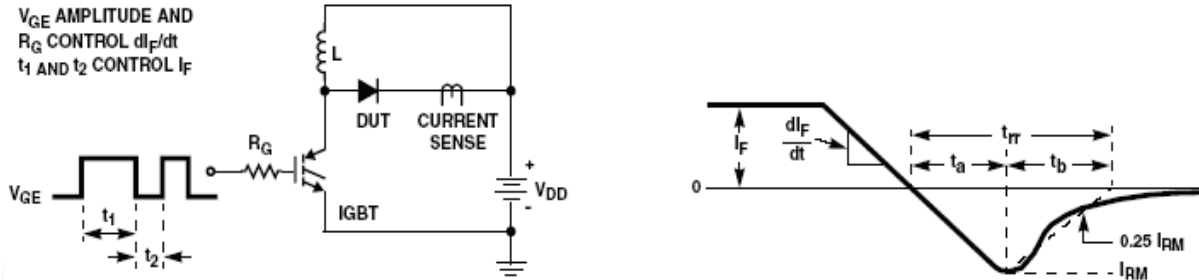 V_GE AMPLITUDE AND
R_G CONTROL dI_F/dt
t_1 AND t_2 CONTROL I_F
L
DUT
CURRENT
SENSE
R_G
V_GE
t_1
t_2
IGBT
+
V_DD
-
I_F
dI_F
dt
t_rr
t_a
t_b
0
0.25 I_RM
I_RM